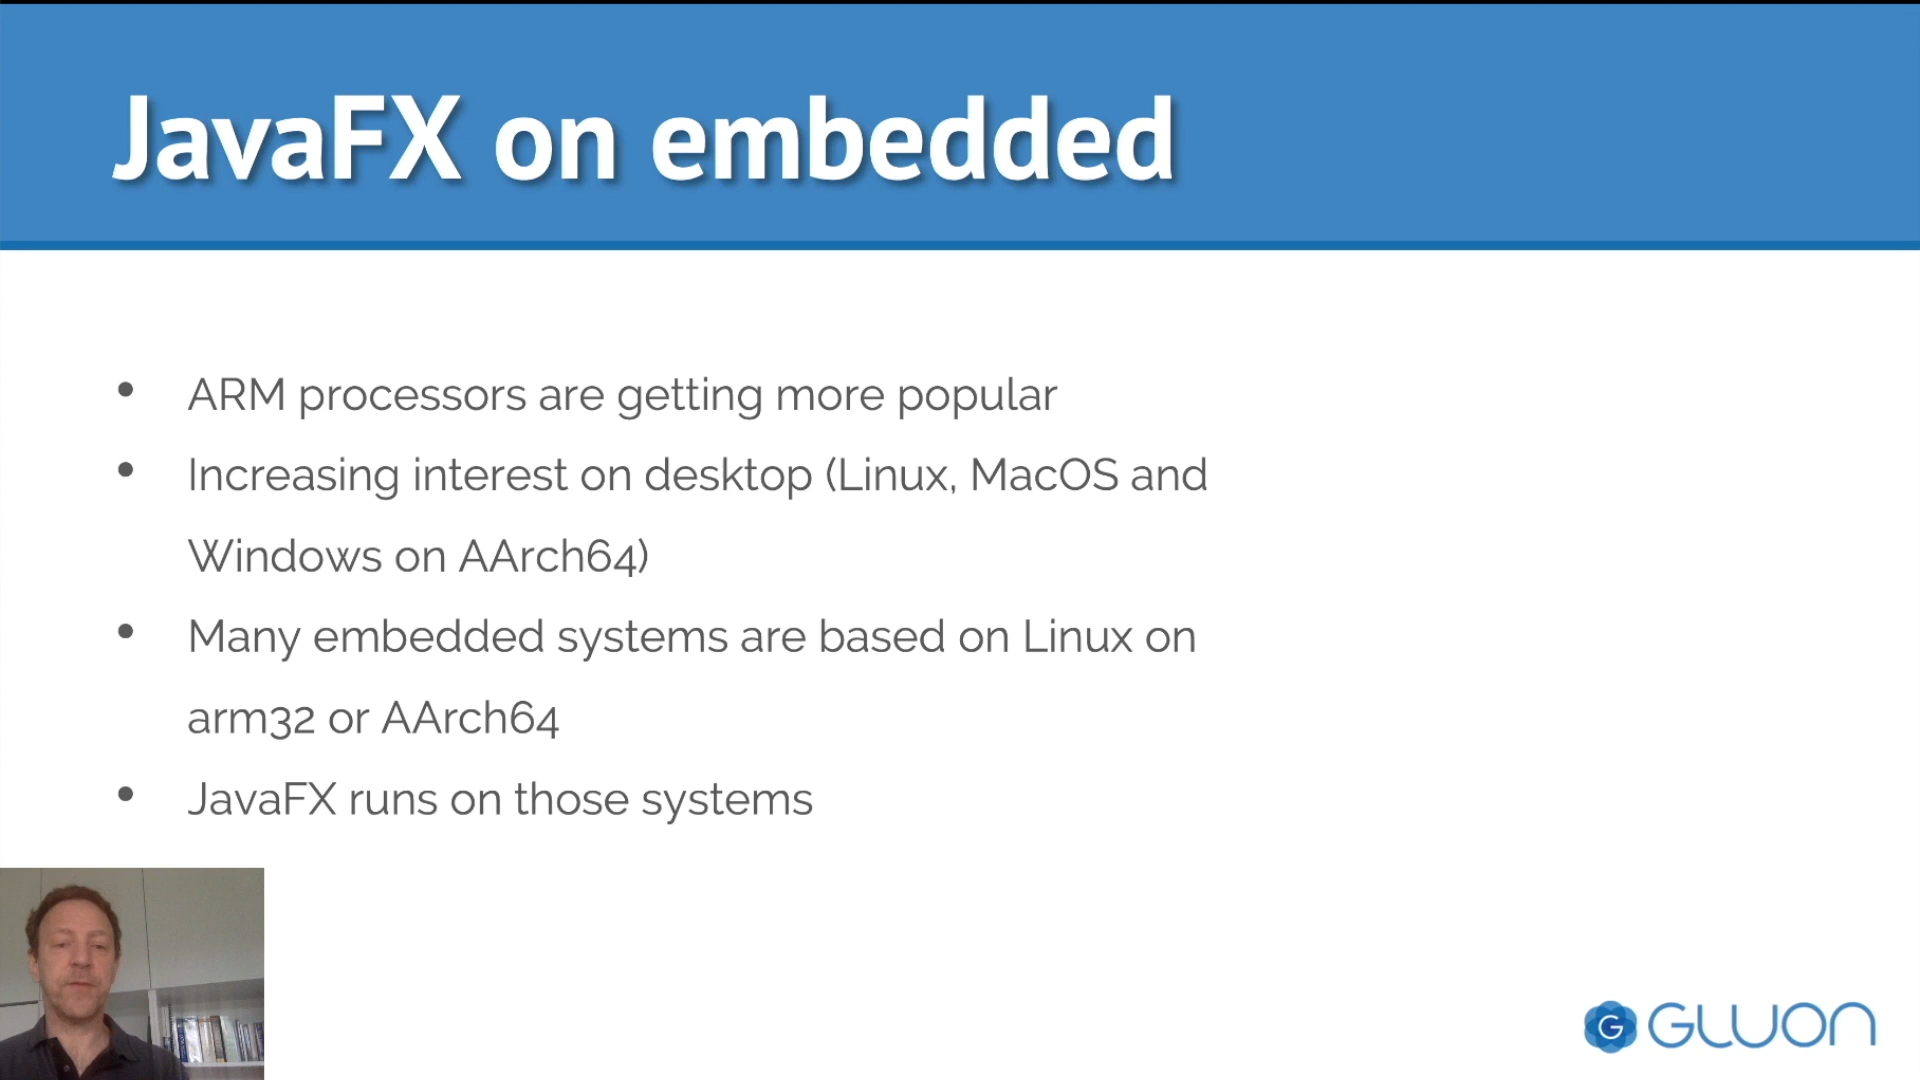 JavaFX on embedded
• ARM processors are getting more popular
• Increasing interest on desktop (Linux, MacOS and
Windows on AArch64)
• Many embedded systems are based on Linux on
arm32 or AArch64
• JavaFX runs on those systems
G GLUON